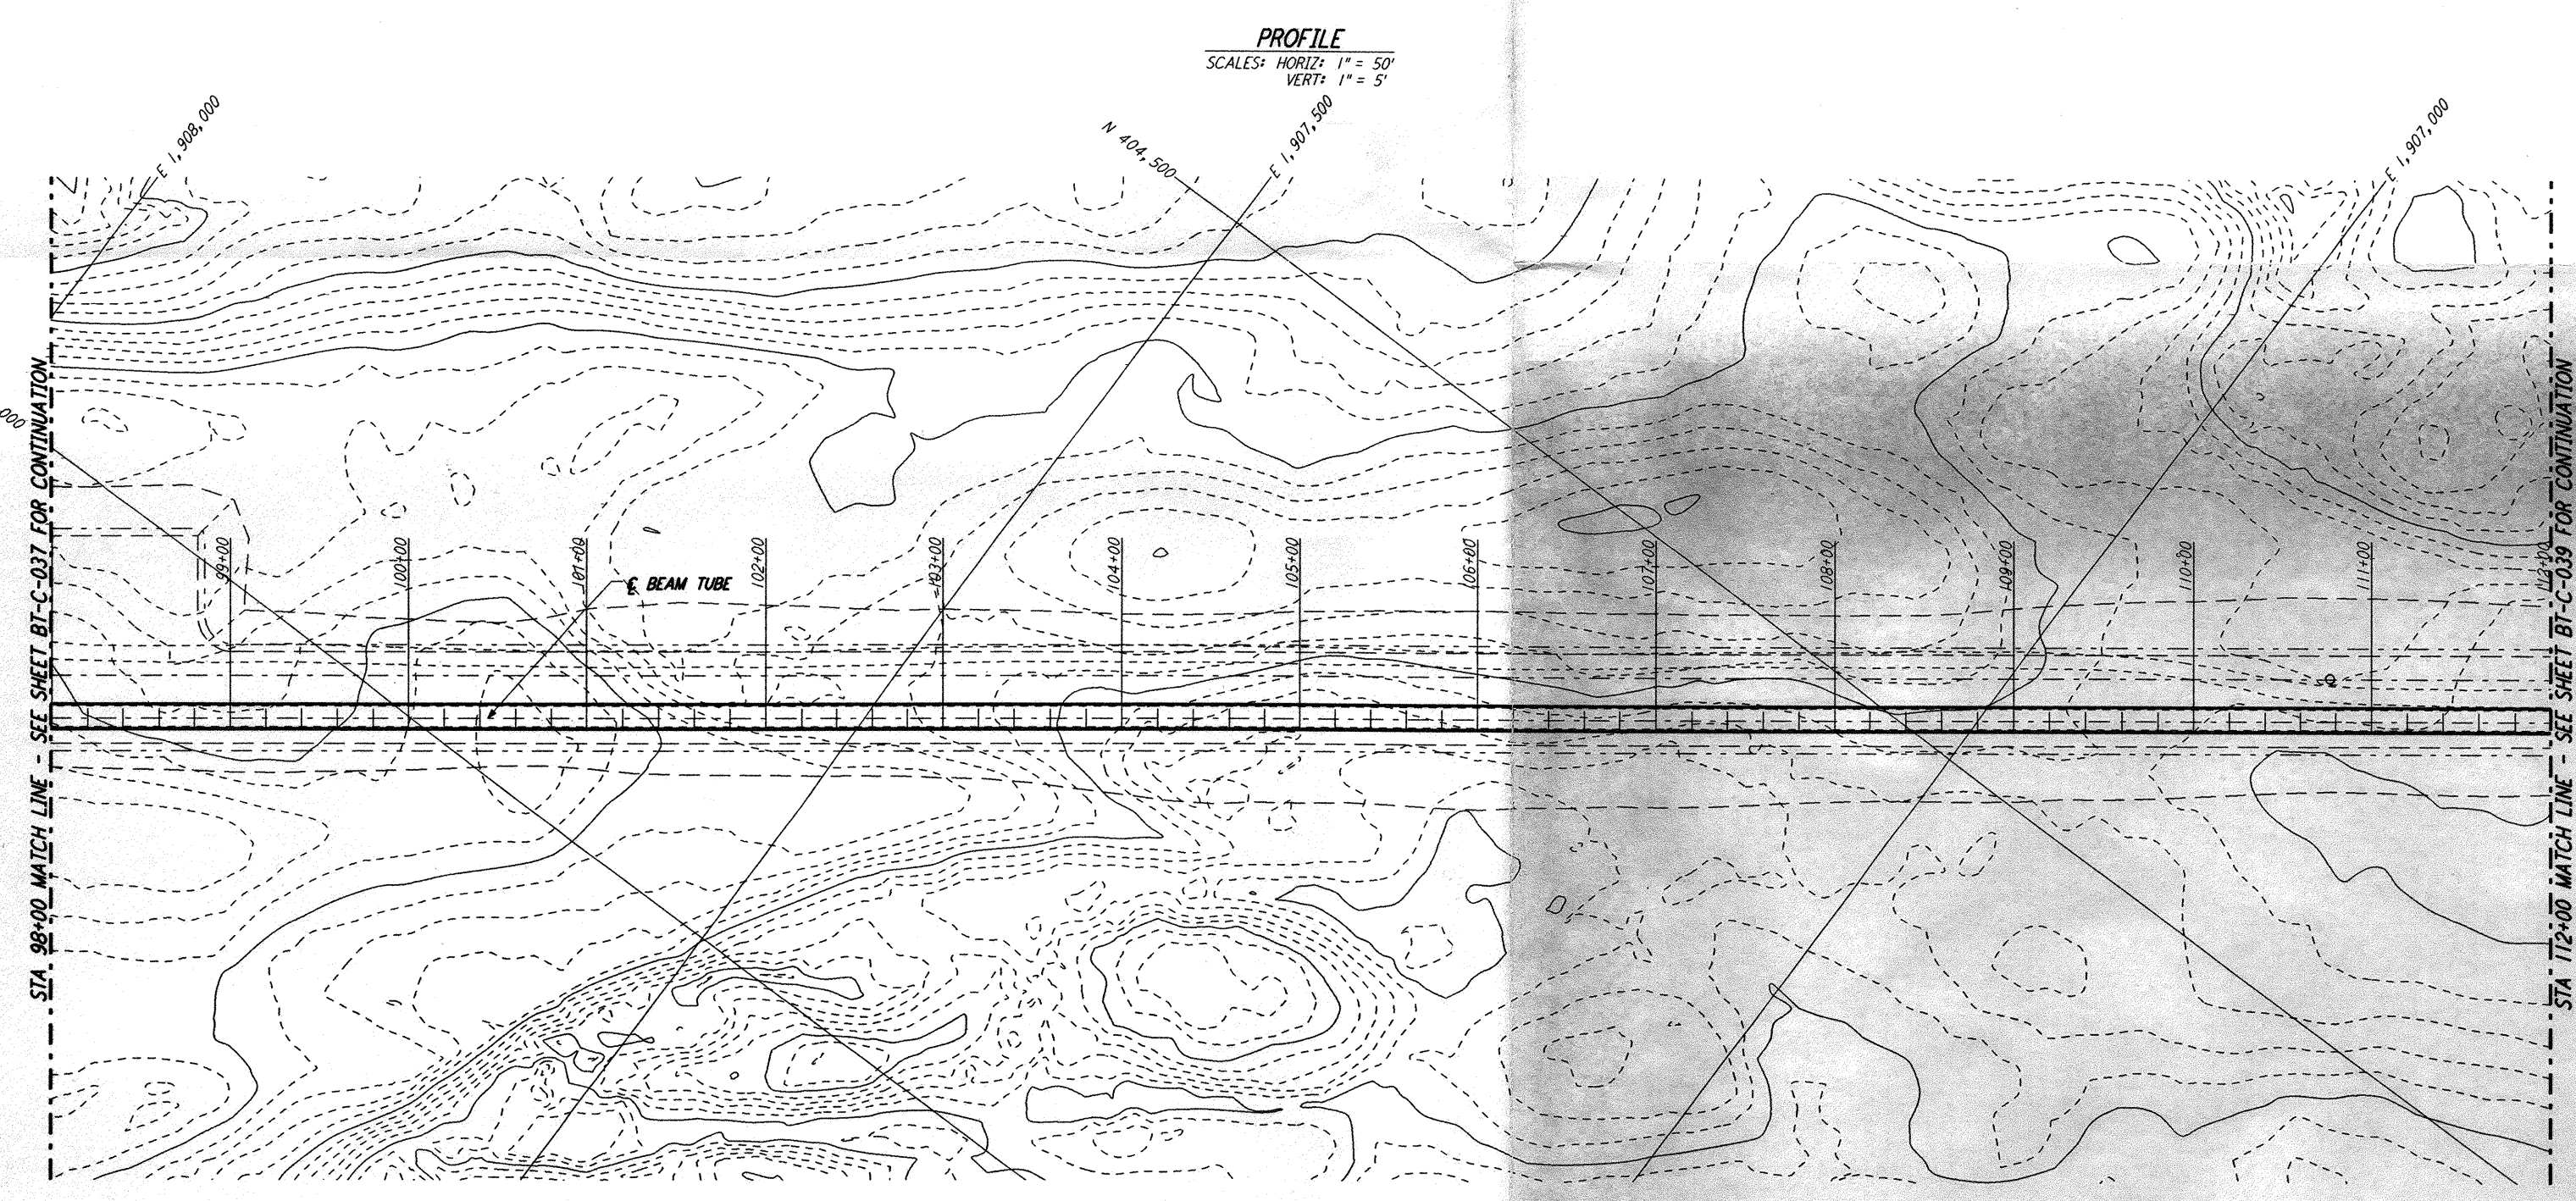 PROFILE
SCALES: HORIZ: 1" = 50'
VERT: 1" = 5'
E 1,908,000
N 404,500
E 1,907,500
E 1,907,000
000
STA 98+00 MATCH LINE - SEE SHEET BT-C-037 FOR CONTINUATION
99+00
100+00
101+00
102+00
103+00
104+00
105+00
106+00
107+00
108+00
109+00
110+00
111+00
112+00
℄ BEAM TUBE
STA 112+00 MATCH LINE - SEE SHEET BT-C-039 FOR CONTINUATION